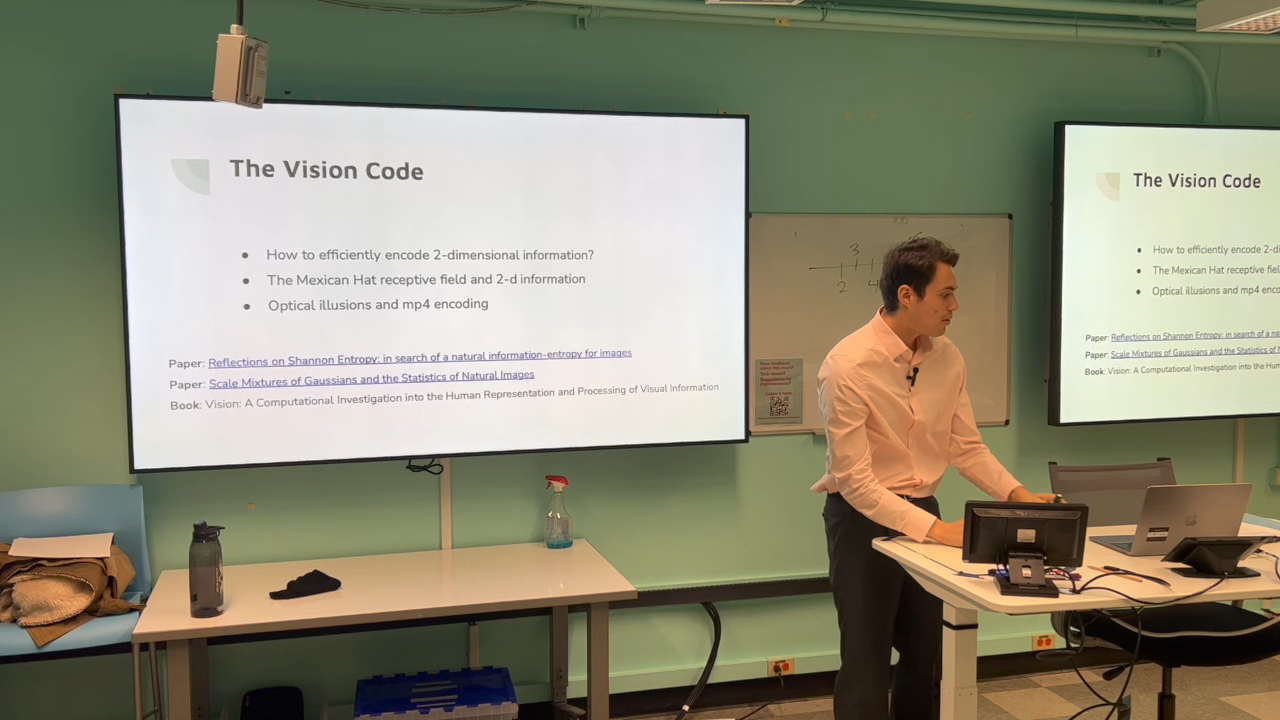 The Vision Code
How to efficiently encode 2-dimensional information?
The Mexican Hat receptive field and 2-d information
Optical illusions and mp4 encoding
Paper: Reflections on Shannon Entropy: in search of a natural information-entropy for images
Paper: Scale Mixtures of Gaussians and the Statistics of Natural Images
Book: Vision: A Computational Investigation into the Human Representation and Processing of Visual Information
3
2 4
The Vision Code
How to efficiently encode 2-di
The Mexican Hat receptive fiel
Optical illusions and mp4 enco
Paper: Reflections on Shannon Entropy: in search of a na
Paper: Scale Mixtures of Gaussians and the Statistics of N
Book: Vision: A Computational Investigation into the Hum